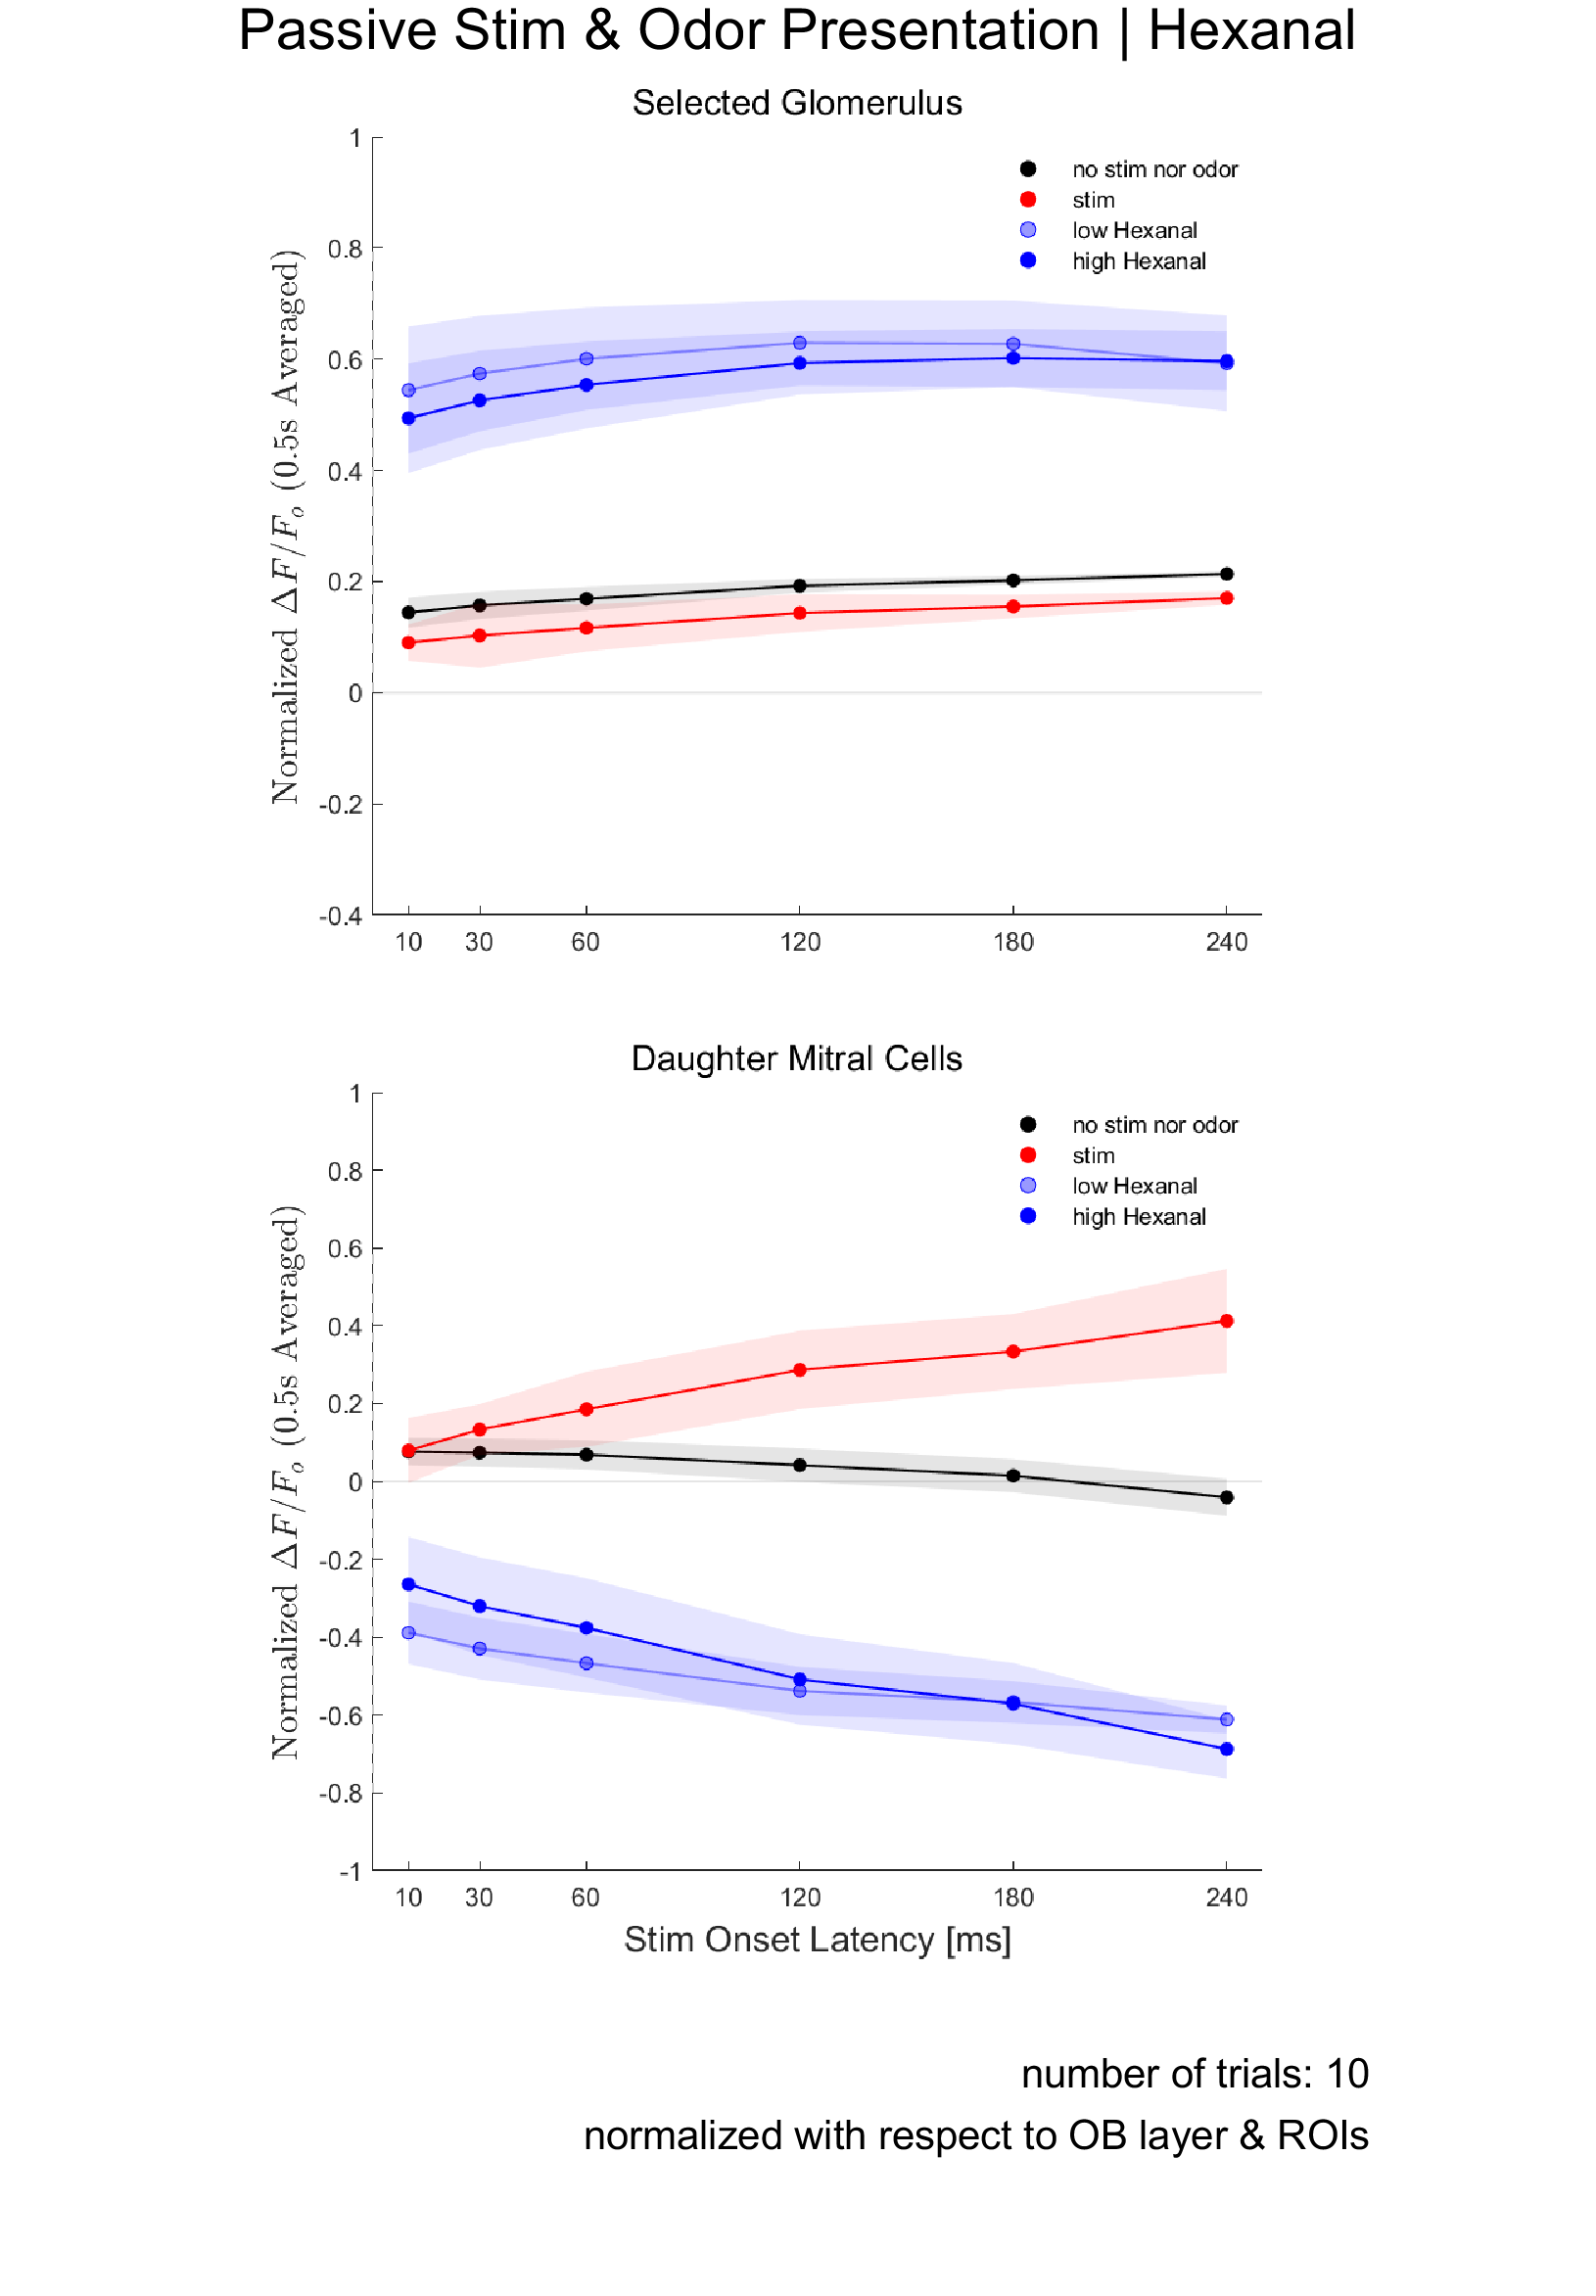 Passive Stim & Odor Presentation | Hexanal
Selected Glomerulus
1
0.8
0.6
0.4
0.2
0
-0.2
-0.4
Normalized ΔF/Fₒ (0.5s Averaged)
no stim nor odor
stim
low Hexanal
high Hexanal
10 30 60 120 180 240
Daughter Mitral Cells
1
0.8
0.6
0.4
0.2
0
-0.2
-0.4
-0.6
-0.8
-1
Normalized ΔF/Fₒ (0.5s Averaged)
no stim nor odor
stim
low Hexanal
high Hexanal
10 30 60 120 180 240
Stim Onset Latency [ms]
number of trials: 10
normalized with respect to OB layer & ROIs